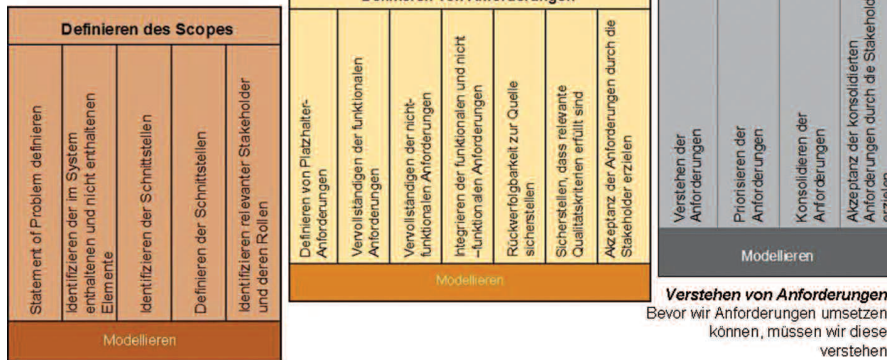 Definieren des Scopes
Statement of Problem definieren
Identifizieren der im System
enthaltenen und nicht enthaltenen
Elemente
Identifizieren der Schnittstellen
Definieren der Schnittstellen
Identifizieren relevanter Stakeholder
und deren Rollen
Modellieren
Definieren von Anforderungen
Definieren von Platzhalter-
Anforderungen
Vervollständigen der funktionalen
Anforderungen
Vervollständigen der nicht-
funktionalen Anforderungen
Integrieren der funktionalen und nicht
–funktionalen Anforderungen
Rückverfolgbarkeit zur Quelle
sicherstellen
Sicherstellen, dass relevante
Qualitätskriterien erfüllt sind
Akzeptanz der Anforderungen durch die
Stakeholder erzielen
Modellieren
Verstehen der
Anforderungen
Priorisieren der
Anforderungen
Konsolidieren der
Anforderungen
Akzeptanz der konsolidierten
Anforderungen durch die Stakehold
erzielen
Modellieren
Verstehen von Anforderungen
Bevor wir Anforderungen umsetzen
können, müssen wir diese
verstehen